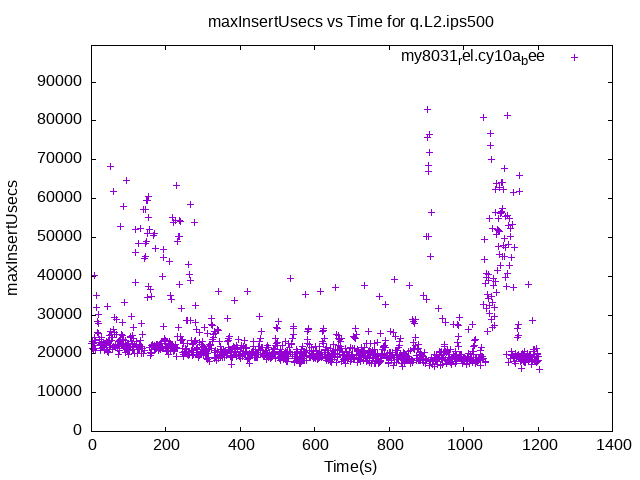 maxInsertUsecs vs Time for q.L2.ips500
my8031rel.cy10abee
maxInsertUsecs
90000
80000
70000
60000
50000
40000
30000
20000
10000
0
0 200 400 600 800 1000 1200 1400
Time(s)